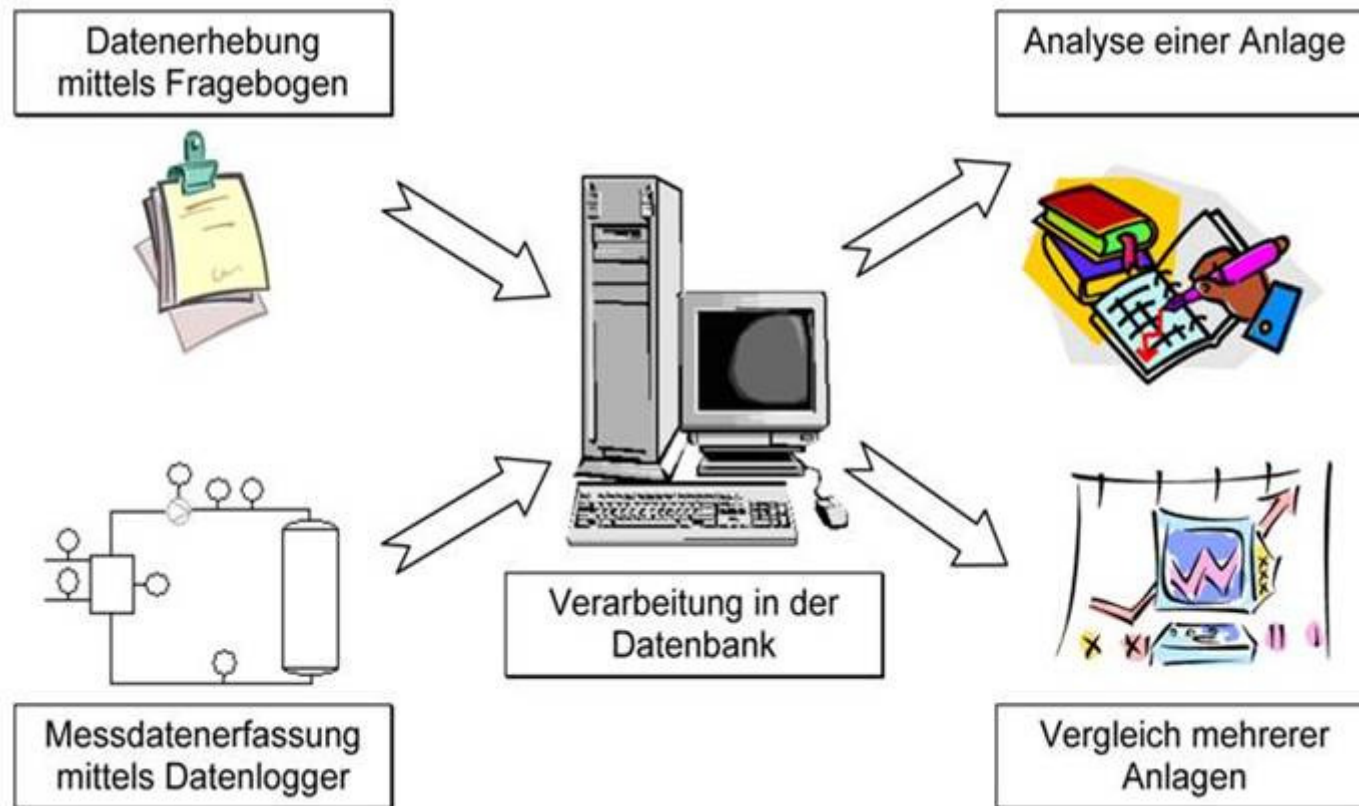 Datenerhebung
mittels Fragebogen
Analyse einer Anlage
Verarbeitung in der
Datenbank
Messdatenerfassung
mittels Datenlogger
Vergleich mehrerer
Anlagen